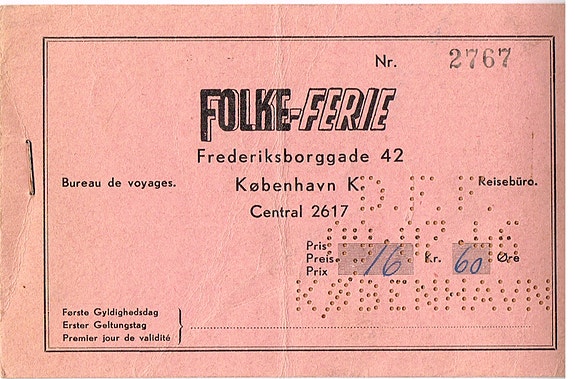 Nr. 2767
FOLKE-FERIE
Frederiksborggade 42
Bureau de voyages. København K. Reisebüro.
Central 2617
D.F.F.
Pris
Preis 16 kr. 60 Øre
Prix
KØBENHAVN
Første Gyldighedsdag
Erster Geltungstag
Premier jour de validité